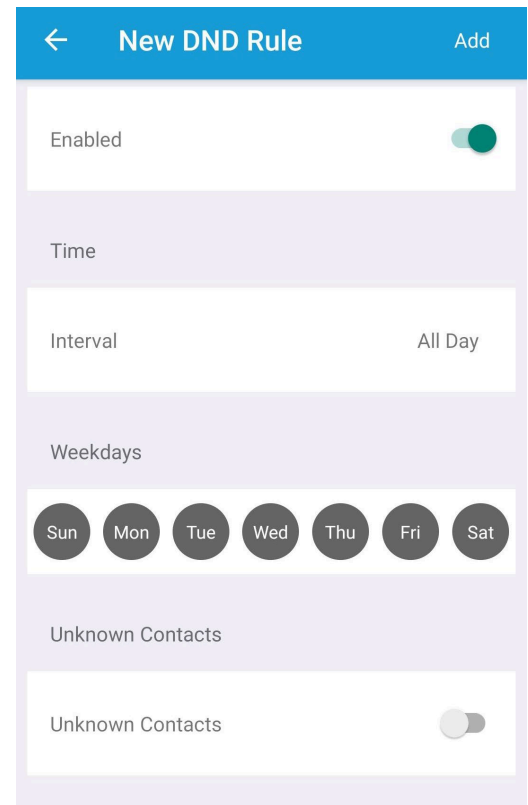 New DND Rule Add
Enabled
Time
Interval All Day
Weekdays
Sun Mon Tue Wed Thu Fri Sat
Unknown Contacts
Unknown Contacts